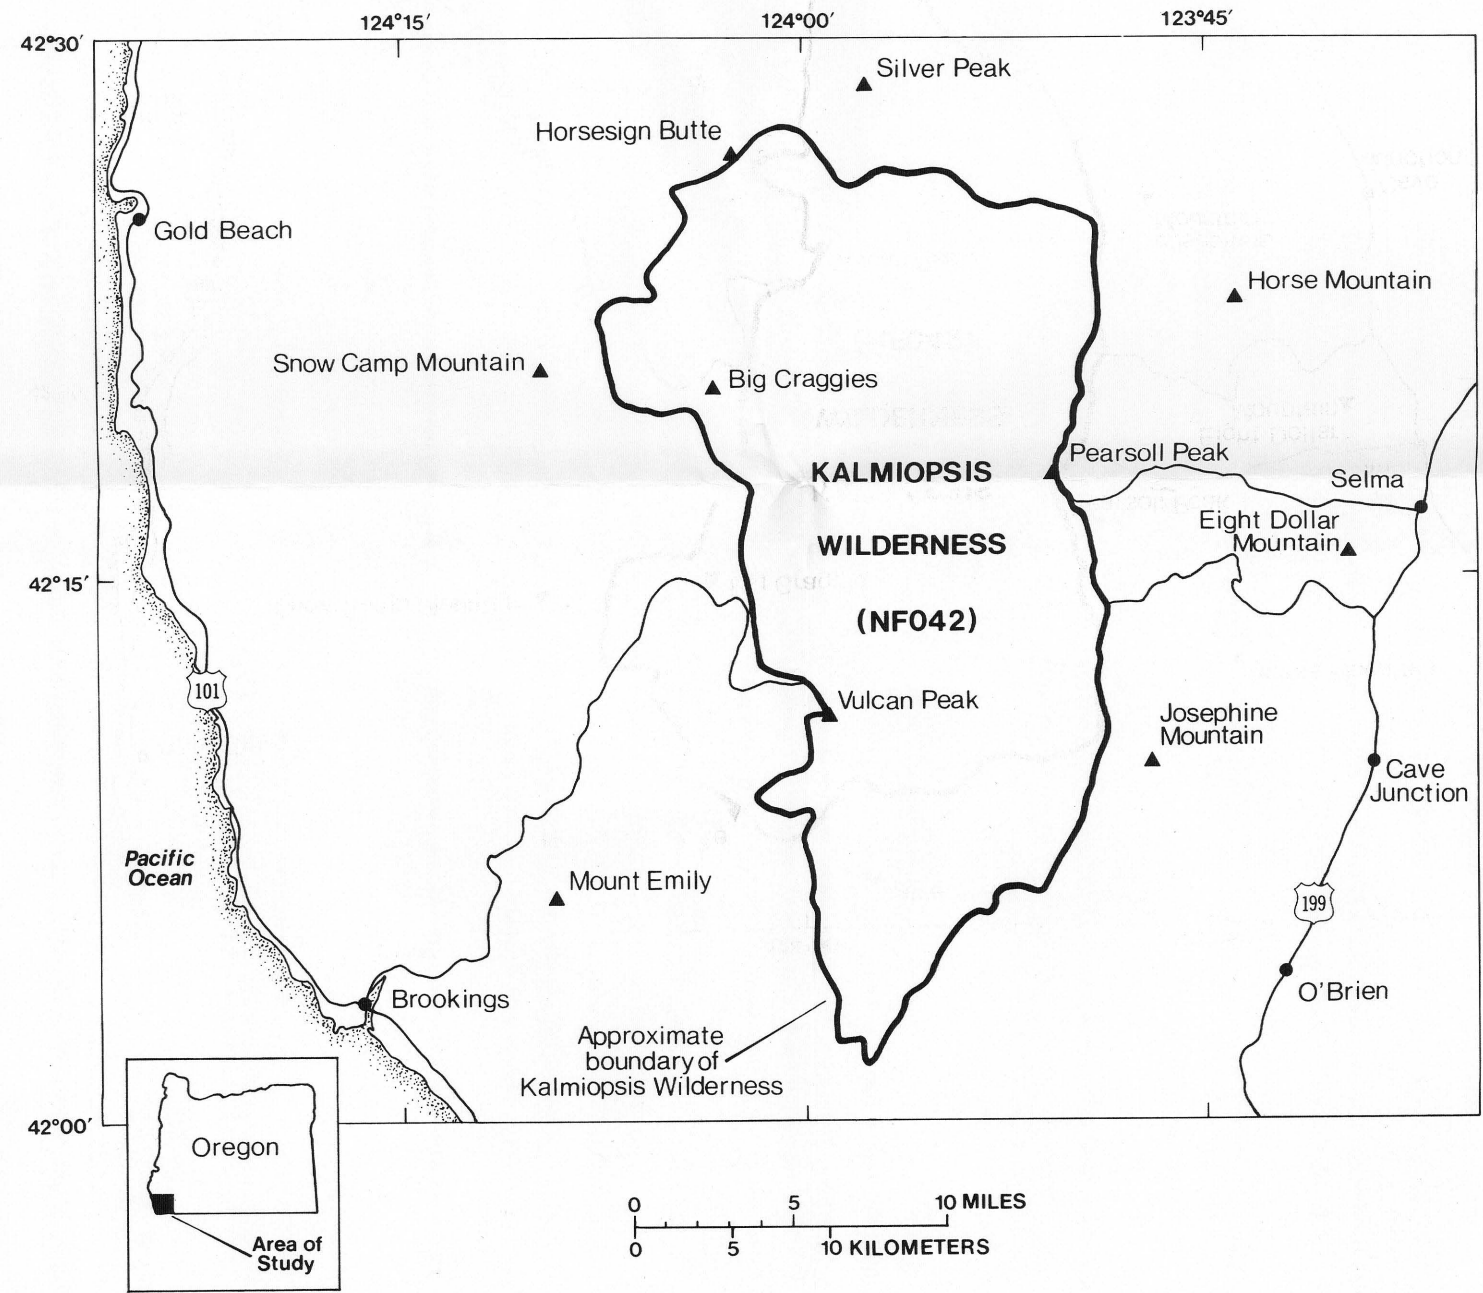 124°15′
124°00′
123°45′
42°30′
Silver Peak
Horsesign Butte
Gold Beach
Horse Mountain
Snow Camp Mountain
Big Craggies
Pearsoll Peak
KALMIOPSIS
Selma
Eight Dollar
Mountain
WILDERNESS
42°15′
(NF042)
101
Vulcan Peak
Josephine
Mountain
Cave
Junction
Pacific
Ocean
Mount Emily
199
O'Brien
Brookings
Approximate
boundary of
Kalmiopsis Wilderness
42°00′
Oregon
Area of
Study
0 5 10 MILES
0 5 10 KILOMETERS